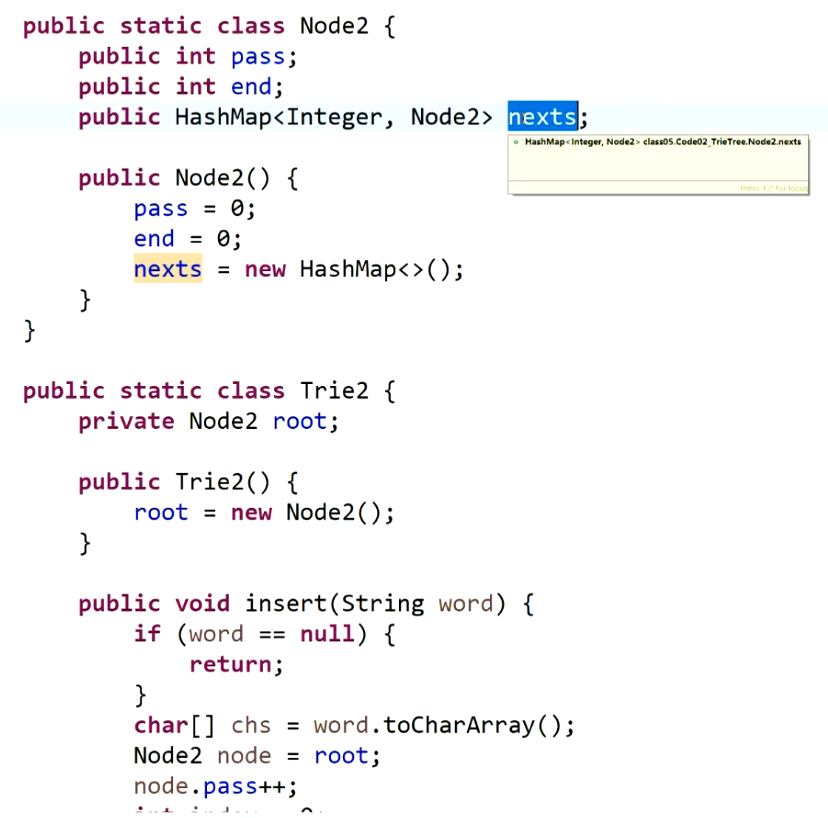 public static class Node2 {
public int pass;
public int end;
public HashMap<Integer, Node2> nexts;
HashMap<Integer, Node2> class05.Code02_TrieTree.Node2.nexts
Press 'F2' for focus
public Node2() {
pass = 0;
end = 0;
nexts = new HashMap<>();
}
}
public static class Trie2 {
private Node2 root;
public Trie2() {
root = new Node2();
}
public void insert(String word) {
if (word == null) {
return;
}
char[] chs = word.toCharArray();
Node2 node = root;
node.pass++;